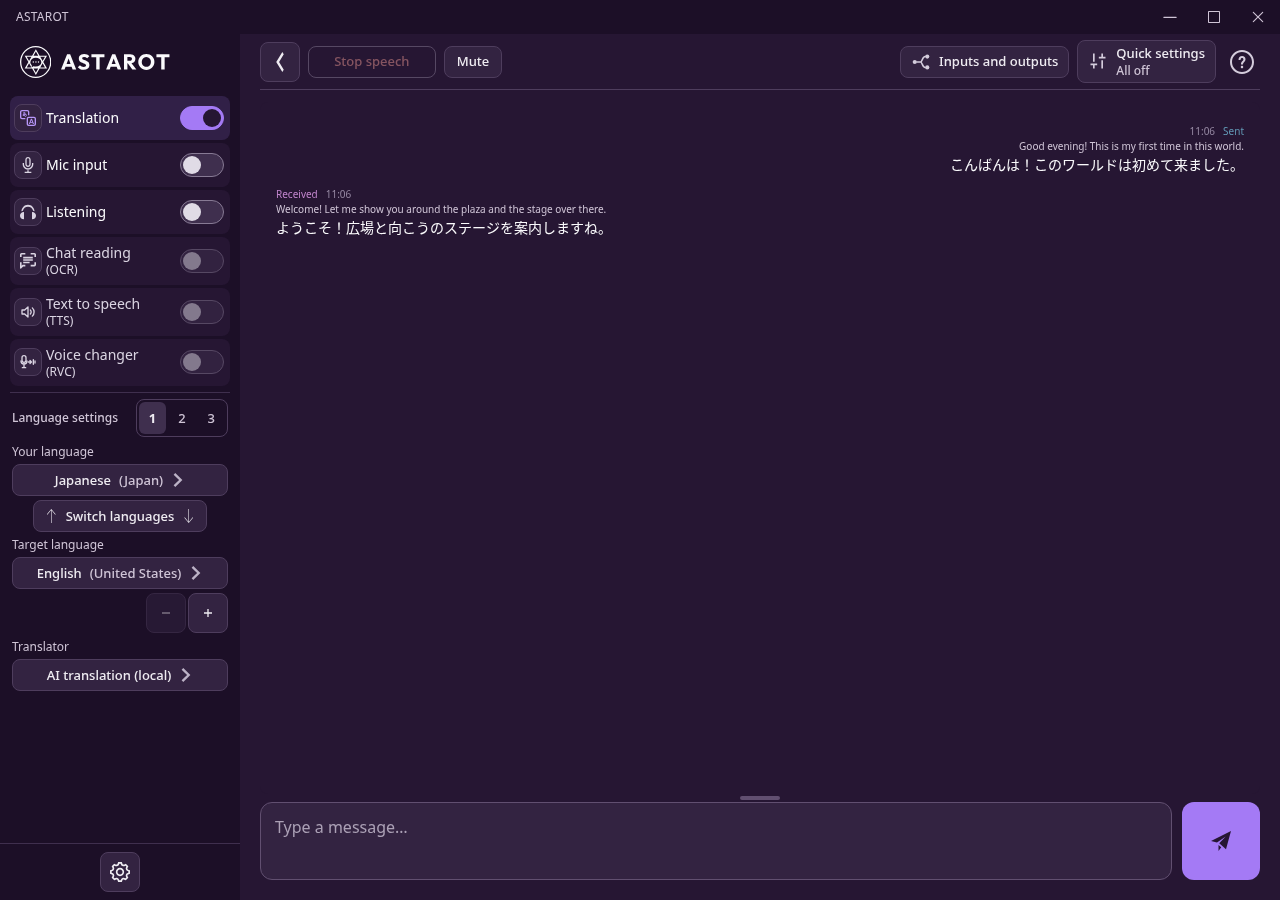 ASTAROT
ASTAROT
Translation
Mic input
Listening
Chat reading
(OCR)
Text to speech
(TTS)
Voice changer
(RVC)
Language settings 1 2 3
Your language
Japanese (Japan)
↑ Switch languages ↓
Target language
English (United States)
− +
Translator
AI translation (local)
Stop speech
Mute
Inputs and outputs
Quick settings
All off
?
11:06 Sent
Good evening! This is my first time in this world.
こんばんは！このワールドは初めて来ました。
Received 11:06
Welcome! Let me show you around the plaza and the stage over there.
ようこそ！広場と向こうのステージを案内しますね。
Type a message...